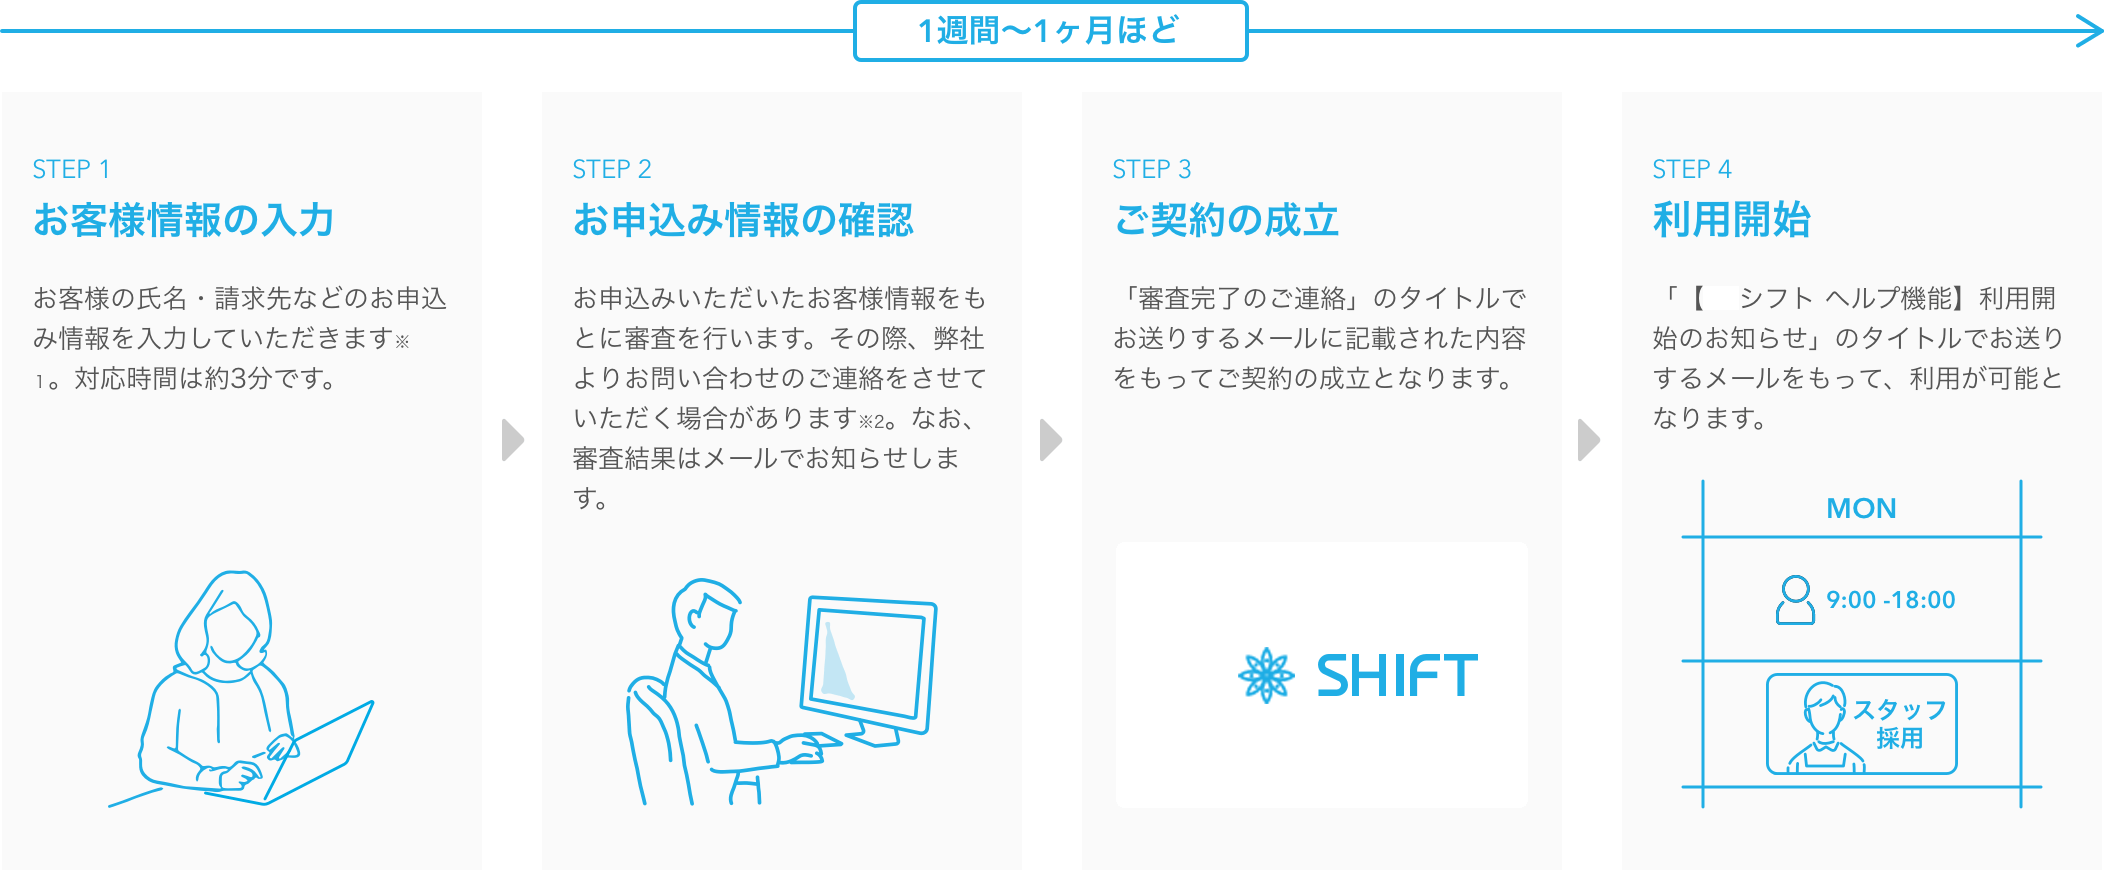 1週間〜1ヶ月ほど
STEP 1
お客様情報の入力
お客様の氏名・請求先などのお申込
み情報を入力していただきます※
1。対応時間は約3分です。
STEP 2
お申込み情報の確認
お申込みいただいたお客様情報をも
とに審査を行います。その際、弊社
よりお問い合わせのご連絡をさせて
いただく場合があります※2。なお、
審査結果はメールでお知らせしま
す。
STEP 3
ご契約の成立
「審査完了のご連絡」のタイトルで
お送りするメールに記載された内容
をもってご契約の成立となります。
SHIFT
STEP 4
利用開始
「【 シフト ヘルプ機能】利用開
始のお知らせ」のタイトルでお送り
するメールをもって、利用が可能と
なります。
MON
9:00 -18:00
スタッフ
採用